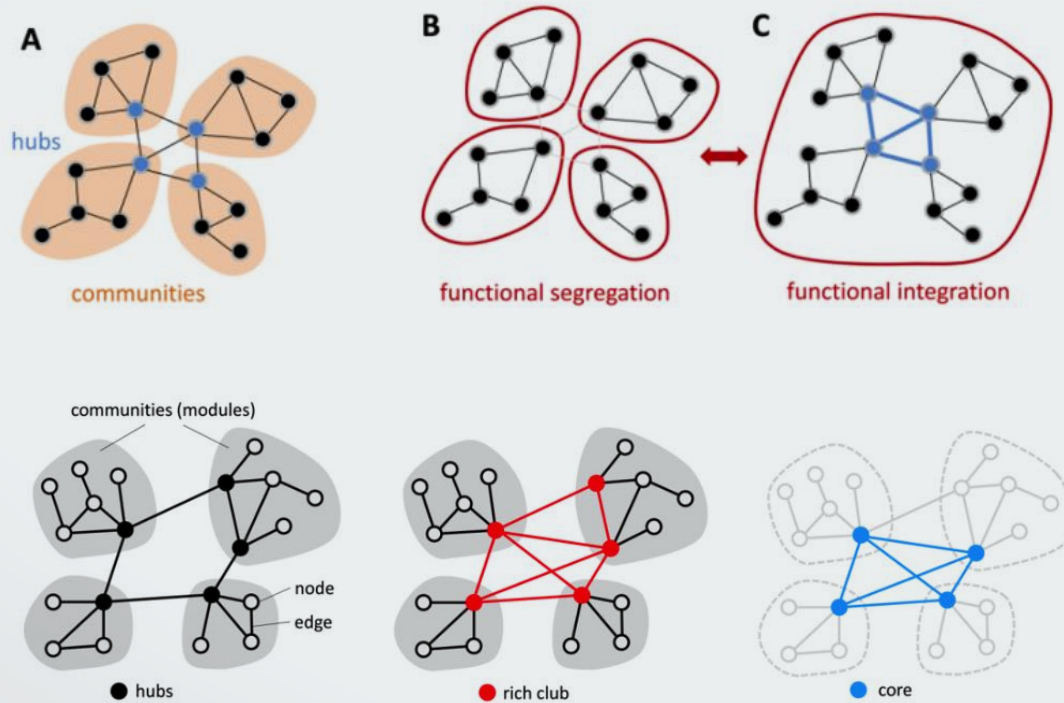 A
B
C
hubs
communities
functional segregation
functional integration
communities (modules)
node
edge
hubs
rich club
core